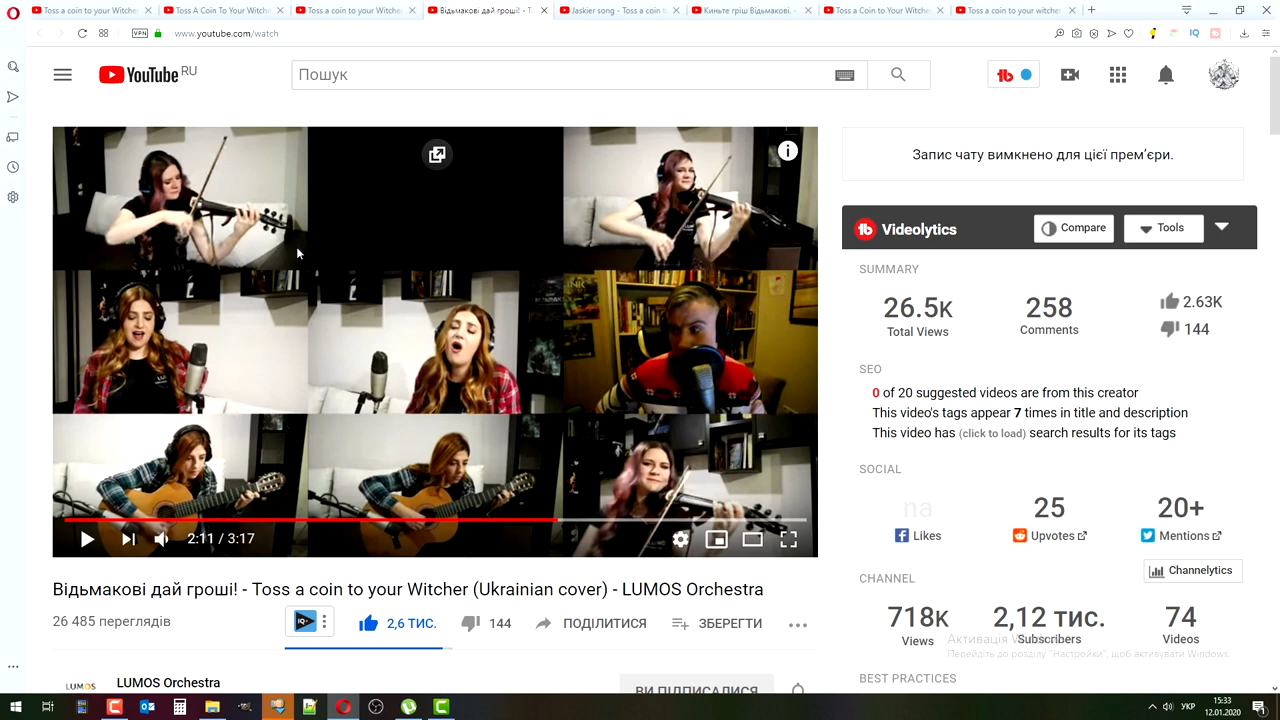 Toss a coin to your Witcher
Toss A Coin To Your Witche
Toss a coin to your Witche
Відьмакові дай гроші! - To
Jaskier song - Toss a coin t
Киньте гріш Відьмакові. -
Toss a Coin to Your Witche
Toss a coin to your witcher
VPN
www.youtube.com/watch
IQ
YouTube RU
Пошук
Запис чату вимкнено для цієї прем’єри.
Videolytics
Compare
Tools
SUMMARY
26.5K
Total Views
258
Comments
2.63K
144
SEO
0 of 20 suggested videos are from this creator
This video's tags appear 7 times in title and description
This video has (click to load) search results for its tags
SOCIAL
na
Likes
25
Upvotes
20+
Mentions
CHANNEL
Channelytics
718K
Views
2,12 тис.
Subscribers
74
Videos
Перейдіть до розділу "Настройки", щоб активувати Windows.
BEST PRACTICES
2:11 / 3:17
Відьмакові дай гроші! - Toss a coin to your Witcher (Ukrainian cover) - LUMOS Orchestra
26 485 переглядів
IQ
2,6 ТИС.
144
ПОДІЛИТИСЯ
ЗБЕРЕГТИ
LUMOS
LUMOS Orchestra
ВИ ПІДПИСАЛИСЯ
УКР
15:33
12.01.2020